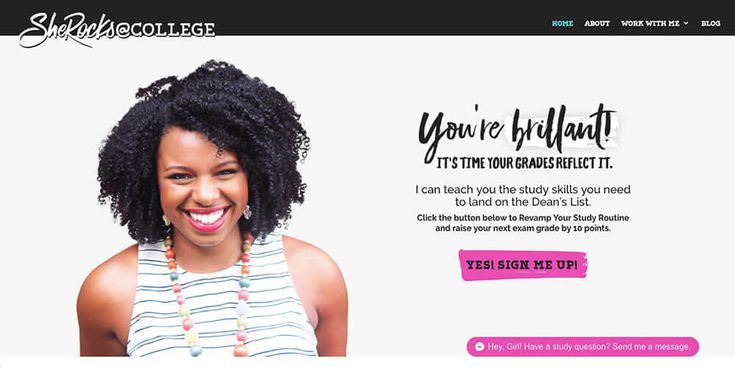 SheRocks@COLLEGE
HOME ABOUT WORK WITH ME BLOG
You're brillant!
IT'S TIME YOUR GRADES REFLECT IT.
I can teach you the study skills you need
to land on the Dean's List.
Click the button below to Revamp Your Study Routine
and raise your next exam grade by 10 points.
YES! SIGN ME UP!
Hey, Girl! Have a study question? Send me a message.